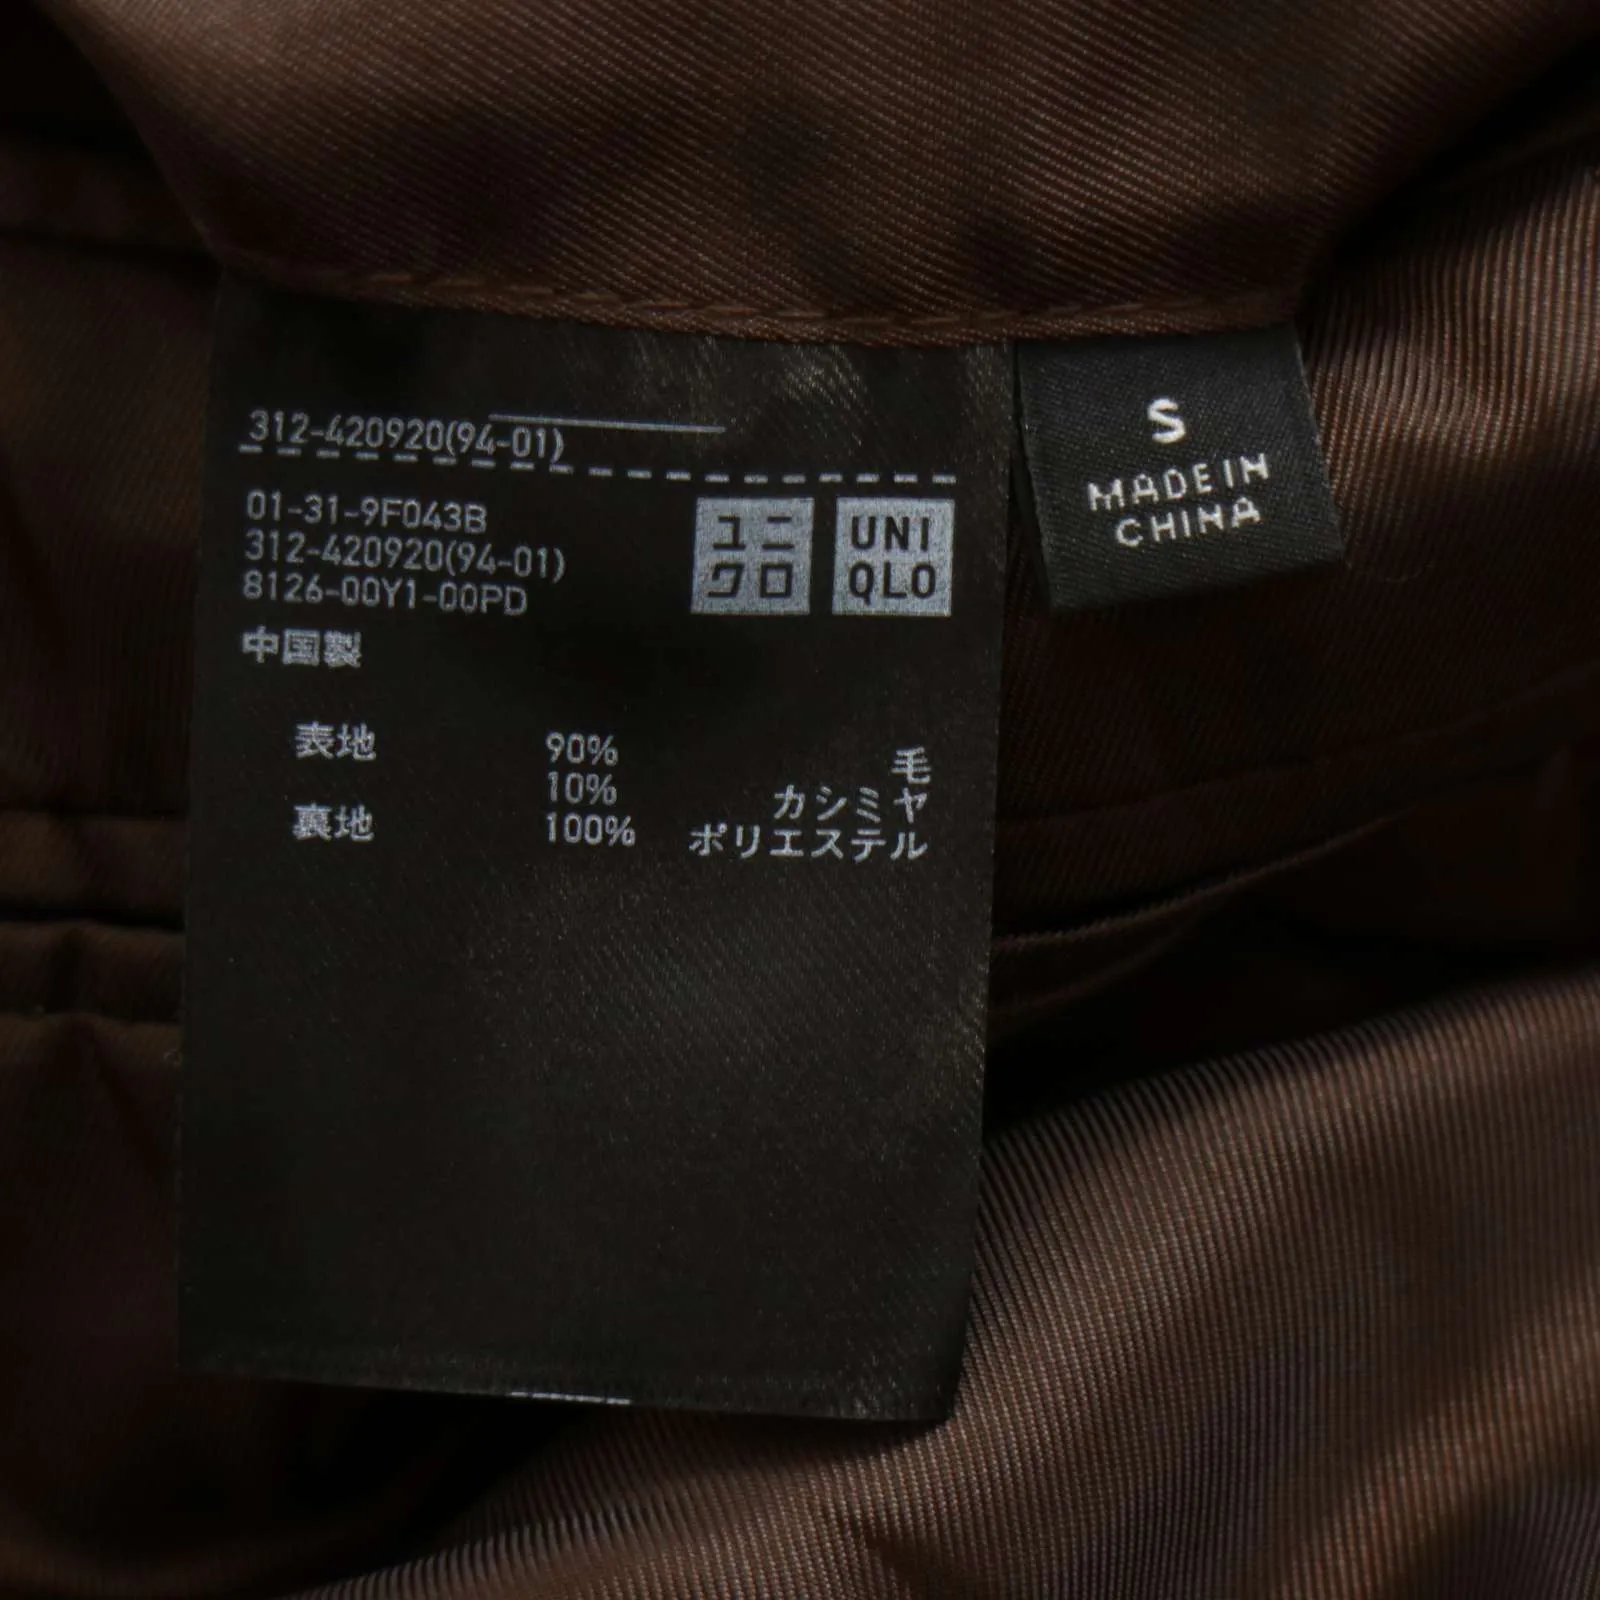 312-420920(94-01)
01-31-9F043B
312-420920(94-01)
8126-00Y1-00PD
中国製
ユニ
クロ
UNI
QLO
表地 90% 毛
10% カシミヤ
裏地 100% ポリエステル
S
MADE IN
CHINA